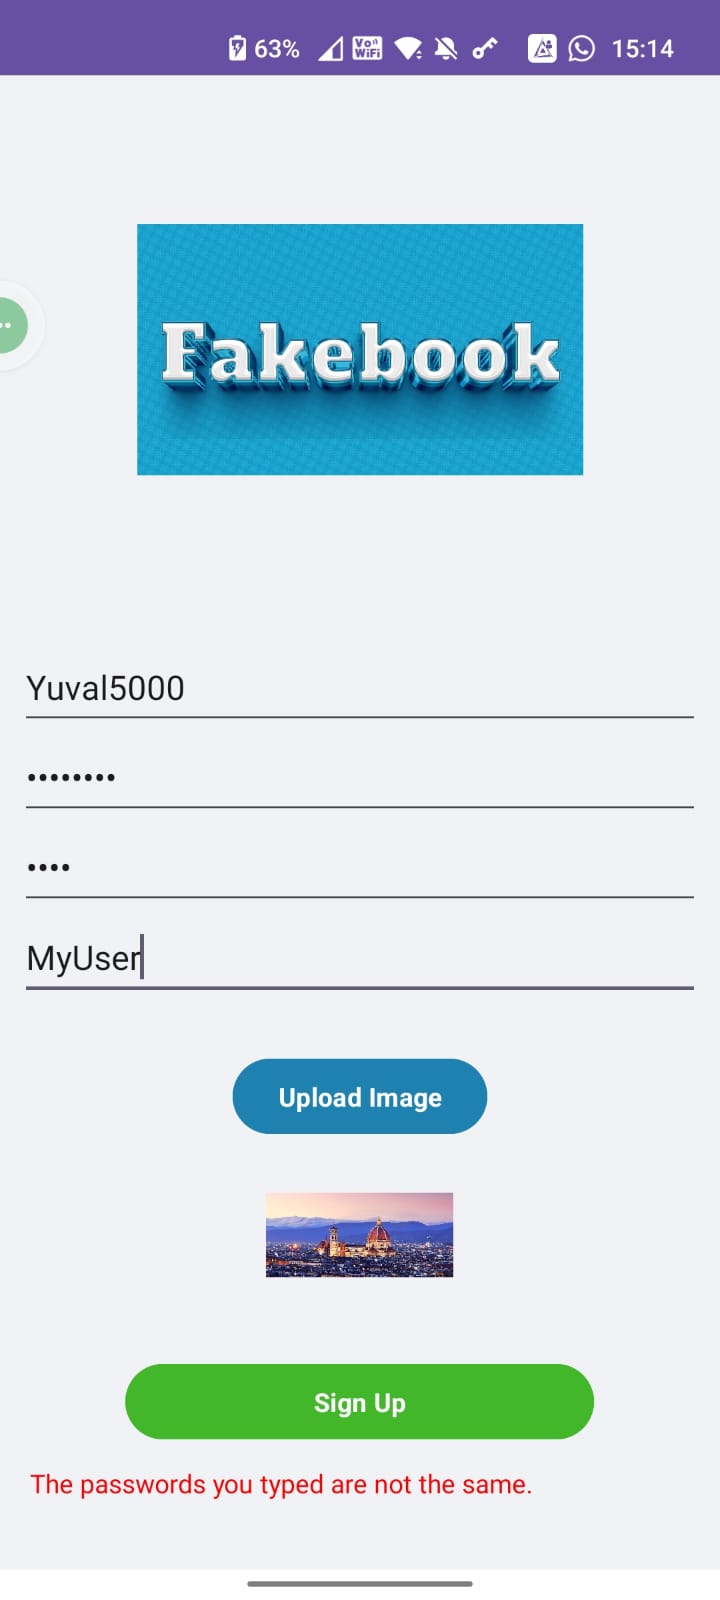 63% Vo WiFi 15:14
Fakebook
Yuval5000
••••••••
••••
MyUser
Upload Image
Sign Up
The passwords you typed are not the same.